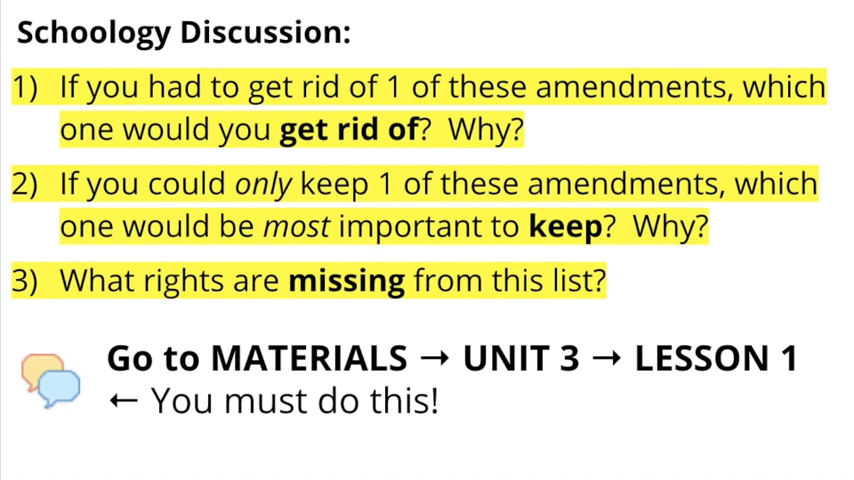 Schoology Discussion:
1) If you had to get rid of 1 of these amendments, which
one would you get rid of? Why?
2) If you could only keep 1 of these amendments, which
one would be most important to keep? Why?
3) What rights are missing from this list?
Go to MATERIALS → UNIT 3 → LESSON 1
← You must do this!